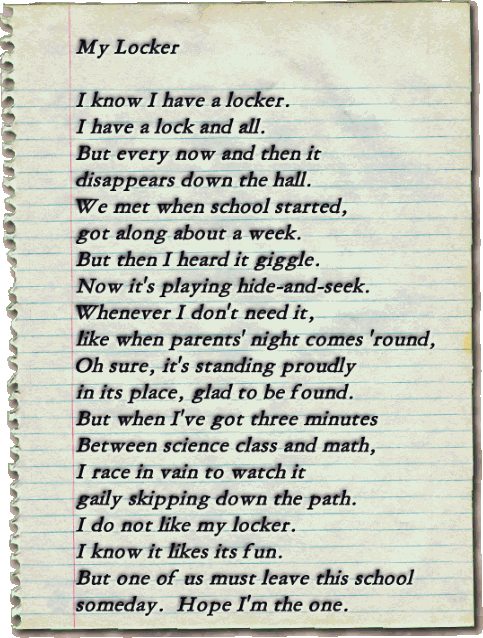 My Locker
I know I have a locker.
I have a lock and all.
But every now and then it
disappears down the hall.
We met when school started,
got along about a week.
But then I heard it giggle.
Now it's playing hide-and-seek.
Whenever I don't need it,
like when parents' night comes 'round,
Oh sure, it's standing proudly
in its place, glad to be found.
But when I've got three minutes
Between science class and math,
I race in vain to watch it
gaily skipping down the path.
I do not like my locker.
I know it likes its fun.
But one of us must leave this school
someday.  Hope I'm the one.